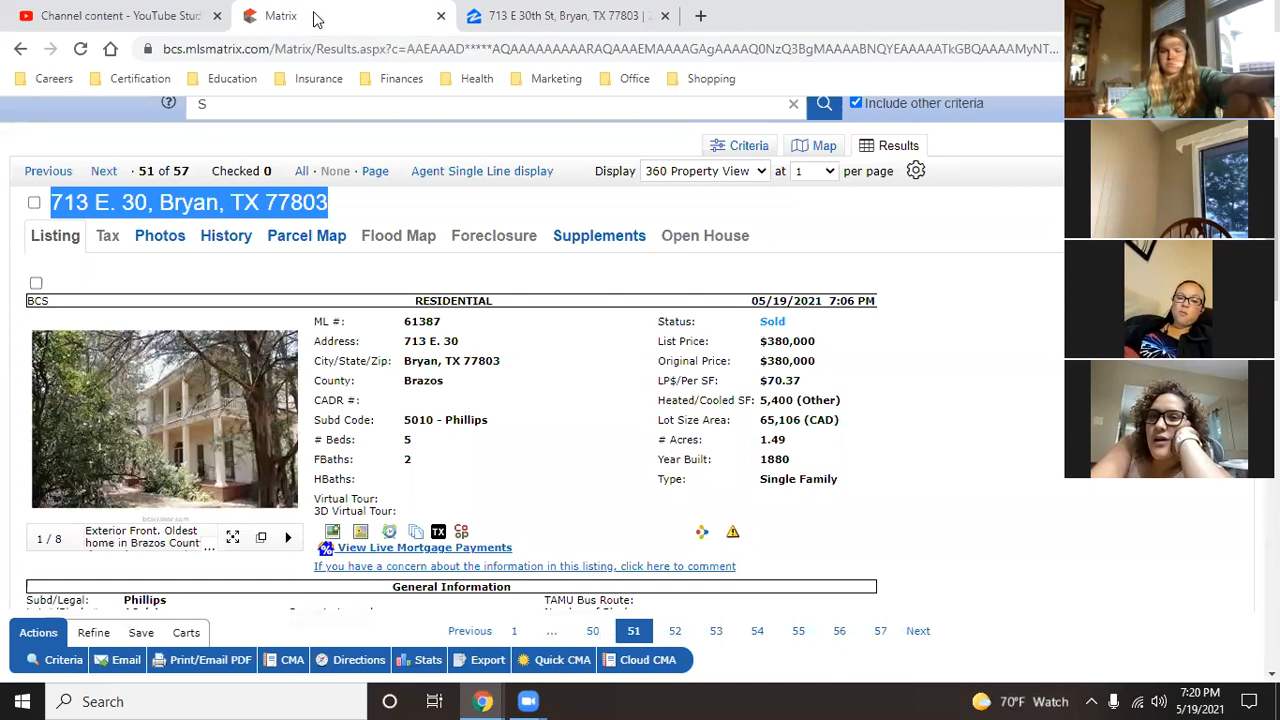 Channel content - YouTube Stud
Matrix
713 E 30th St, Bryan, TX 77803 | 2
bcs.mlsmatrix.com/Matrix/Results.aspx?c=AAEAAAD*****AQAAAAAAAAARAQAAAEMAAAAGAgAAAAQ0NzQ3BgMAAAABNQYEAAAAATkGBQAAAAMyNT...
Careers Certification Education Insurance Finances Health Marketing Office Shopping
S Include other criteria
Criteria Map Results
Previous Next · 51 of 57 Checked 0 All · None · Page Agent Single Line display Display 360 Property View at 1 per page
713 E. 30, Bryan, TX 77803
Listing Tax Photos History Parcel Map Flood Map Foreclosure Supplements Open House
BCS RESIDENTIAL 05/19/2021 7:06 PM
ML #: 61387 Status: Sold
Address: 713 E. 30 List Price: $380,000
City/State/Zip: Bryan, TX 77803 Original Price: $380,000
County: Brazos LP$/Per SF: $70.37
CADR #: Heated/Cooled SF: 5,400 (Other)
Subd Code: 5010 - Phillips Lot Size Area: 65,106 (CAD)
# Beds: 5 # Acres: 1.49
FBaths: 2 Year Built: 1880
HBaths: Type: Single Family
Virtual Tour:
3D Virtual Tour:
1 / 8 Exterior Front. Oldest
home in Brazos Count
...
TX
View Live Mortgage Payments
If you have a concern about the information in this listing, click here to comment
General Information
Subd/Legal: Phillips TAMU Bus Route:
Actions Refine Save Carts Previous 1 ... 50 51 52 53 54 55 56 57 Next
Criteria Email Print/Email PDF CMA Directions Stats Export Quick CMA Cloud CMA
Search 70°F Watch 7:20 PM
5/19/2021